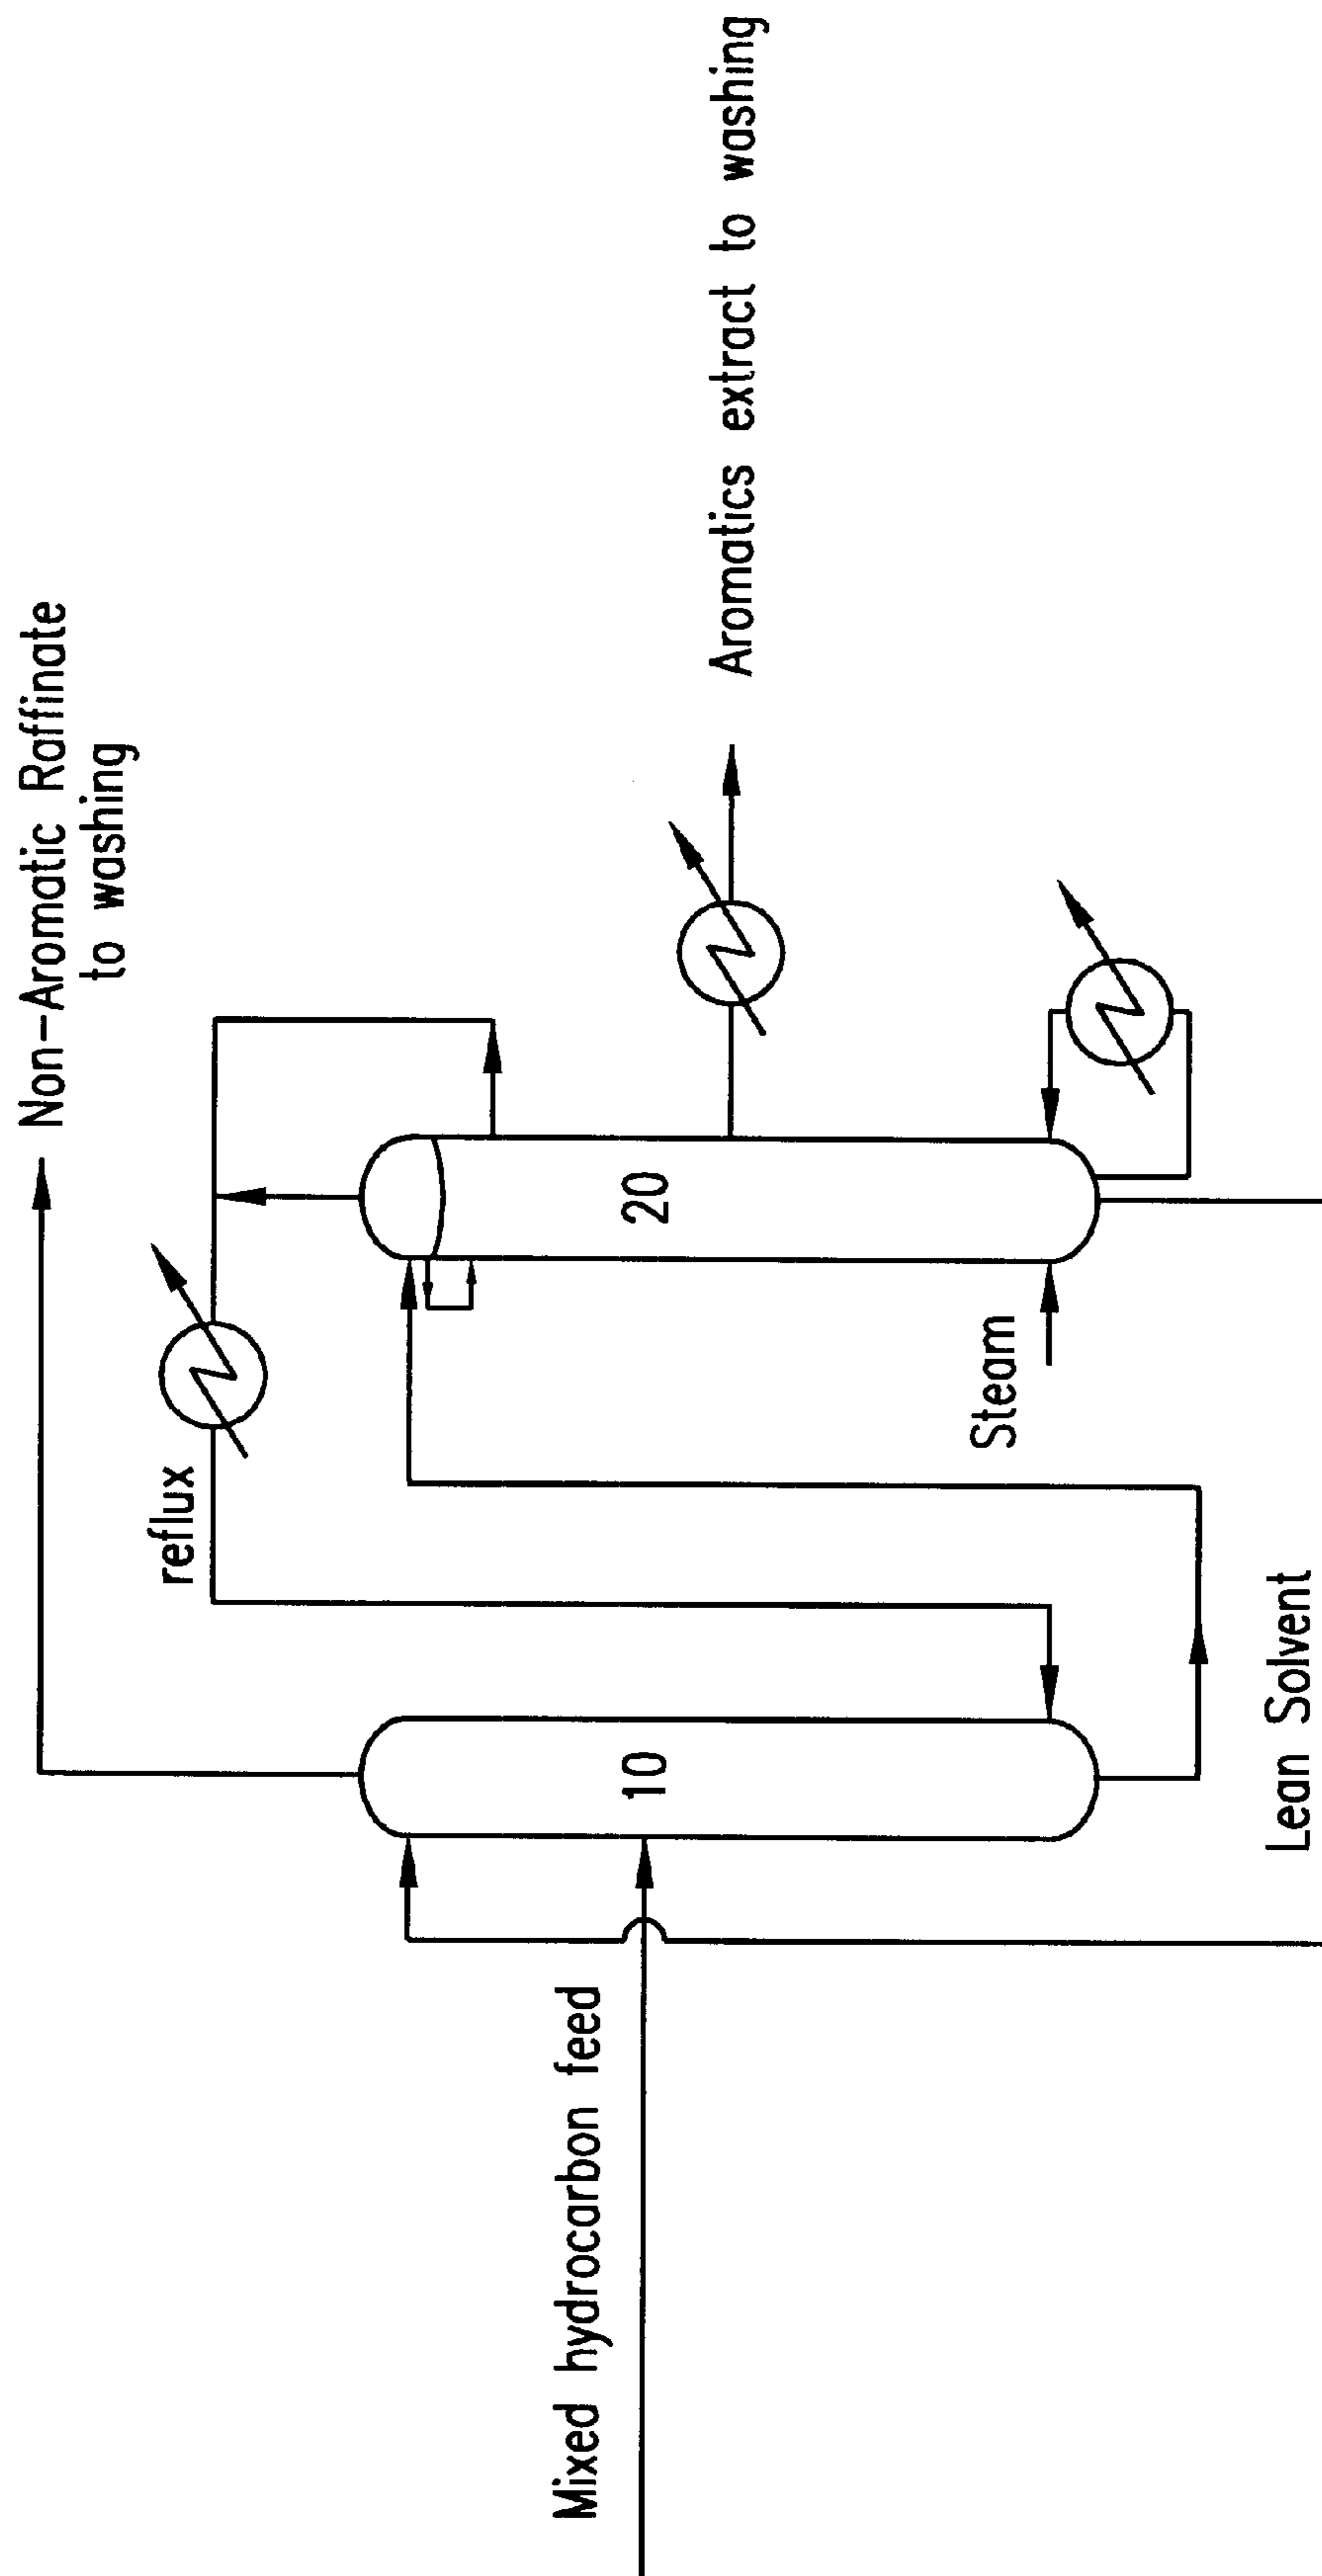 Non-Aromatic Raffinate
to washing
reflux
10
20
Mixed hydrocarbon feed
Aromatics extract to washing
Steam
Lean Solvent